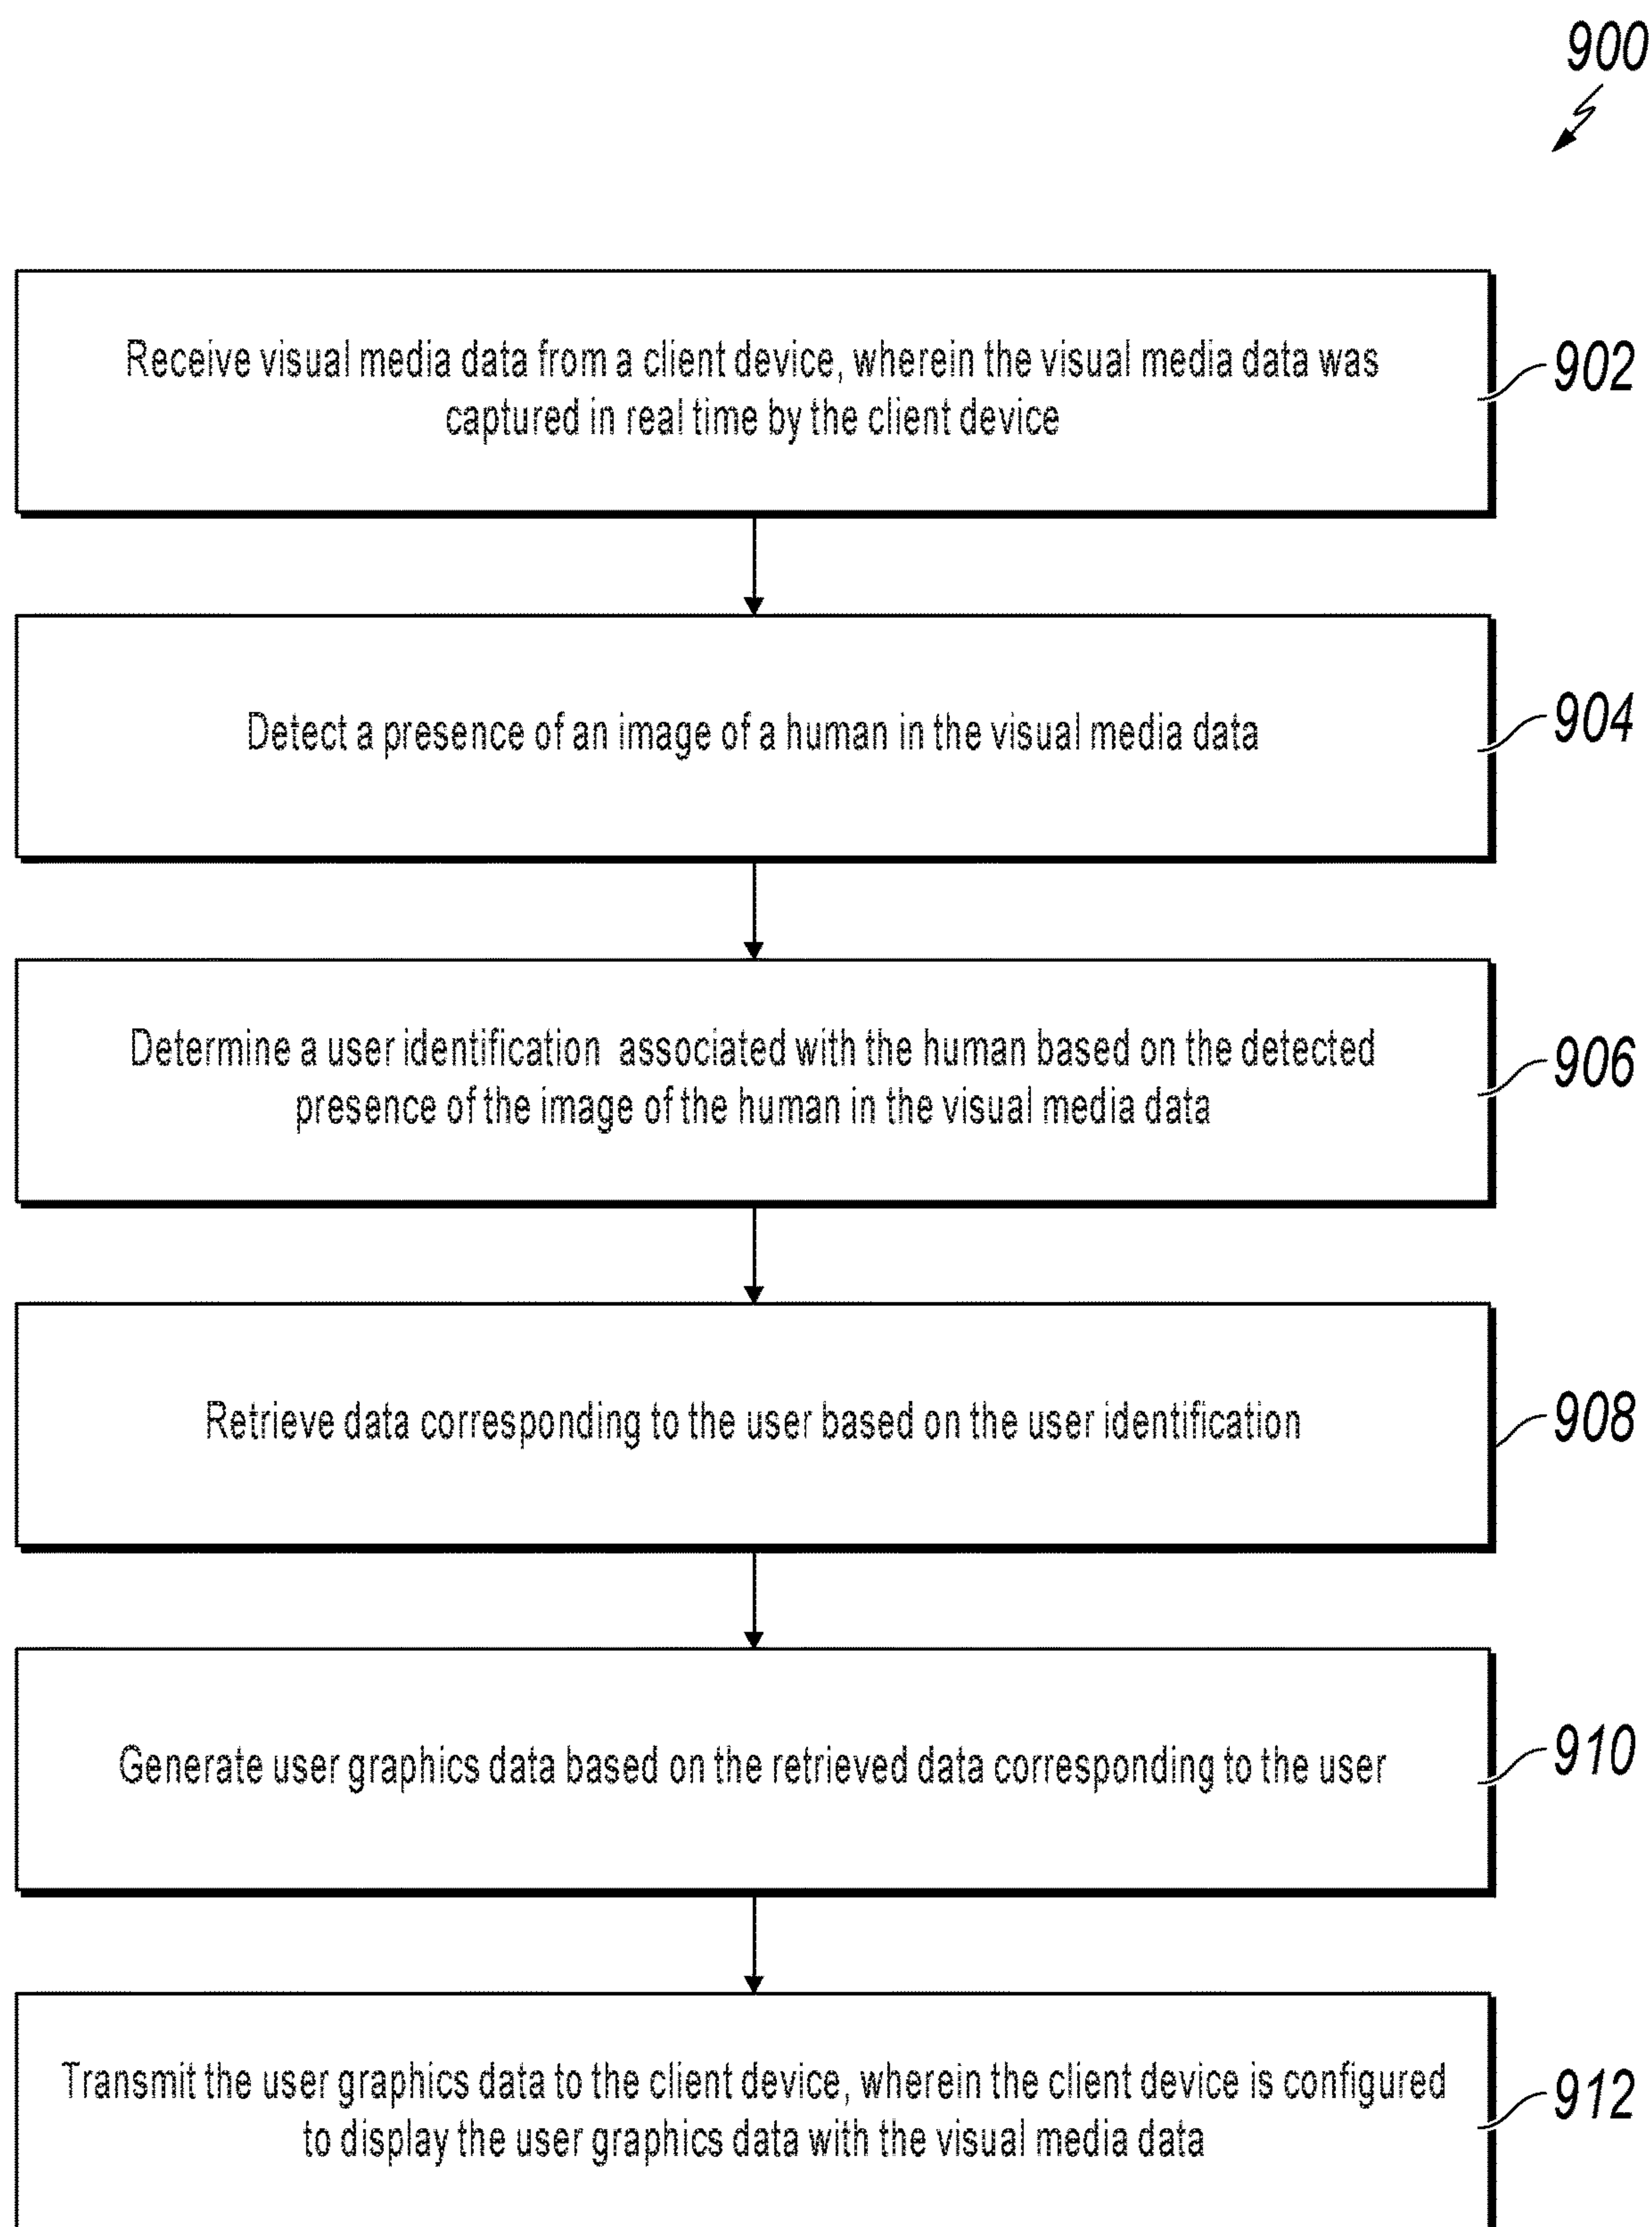 900
Receive visual media data from a client device, wherein the visual media data was
captured in real time by the client device
902
Detect a presence of an image of a human in the visual media data
904
Determine a user identification associated with the human based on the detected
presence of the image of the human in the visual media data
906
Retrieve data corresponding to the user based on the user identification
908
Generate user graphics data based on the retrieved data corresponding to the user
910
Transmit the user graphics data to the client device, wherein the client device is configured
to display the user graphics data with the visual media data
912